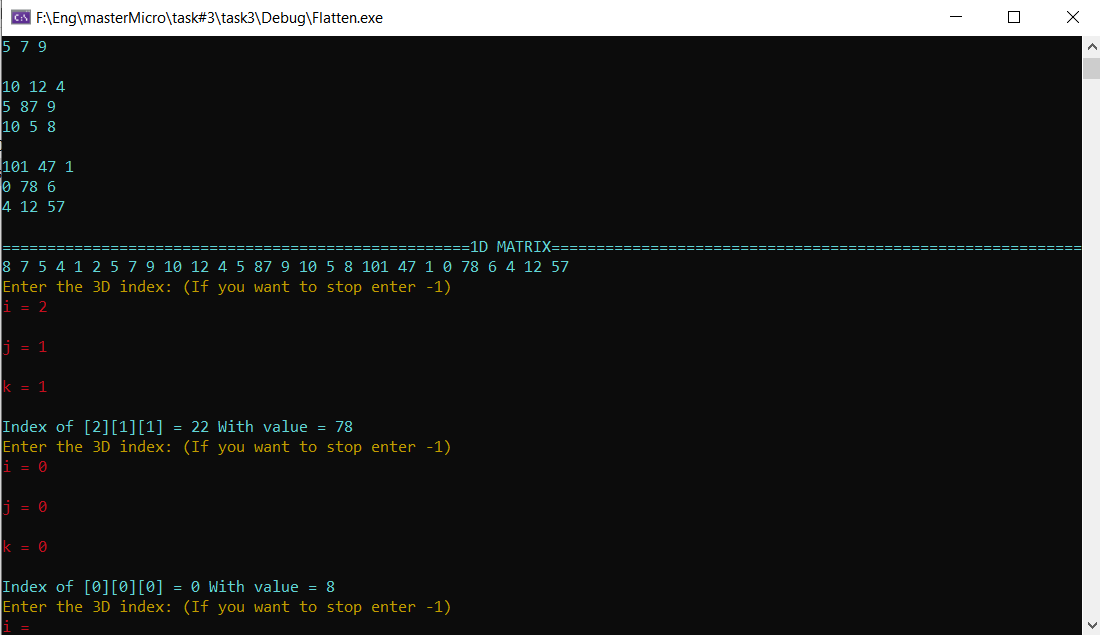 F:\Eng\masterMicro\task#3\task3\Debug\Flatten.exe
5 7 9
10 12 4
5 87 9
10 5 8
101 47 1
0 78 6
4 12 57
====================================================1D MATRIX===========================================================
8 7 5 4 1 2 5 7 9 10 12 4 5 87 9 10 5 8 101 47 1 0 78 6 4 12 57
Enter the 3D index: (If you want to stop enter -1)
i = 2
j = 1
k = 1
Index of [2][1][1] = 22 With value = 78
Enter the 3D index: (If you want to stop enter -1)
i = 0
j = 0
k = 0
Index of [0][0][0] = 0 With value = 8
Enter the 3D index: (If you want to stop enter -1)
i =